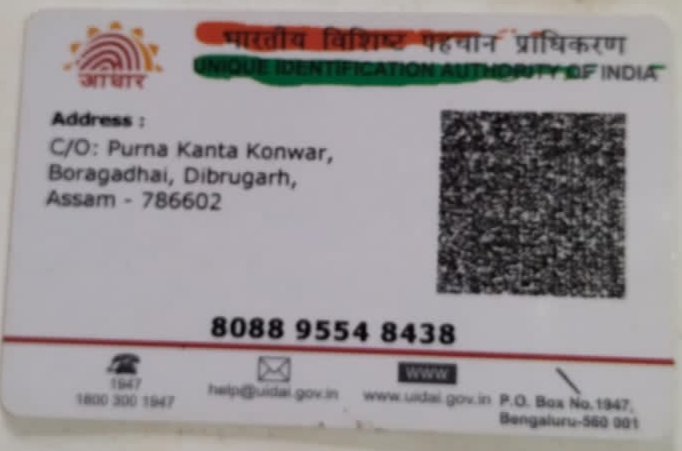 भारतीय विशिष्ट पहचान प्राधिकरण
UNIQUE IDENTIFICATION AUTHORITY OF INDIA
आधार
Address :
C/O: Purna Kanta Konwar,
Boragadhai, Dibrugarh,
Assam - 786602
8088 9554 8438
1947
1800 300 1947
help@uidai.gov.in
WWW
www.uidai.gov.in
P.O. Box No.1947,
Bengaluru-560 001